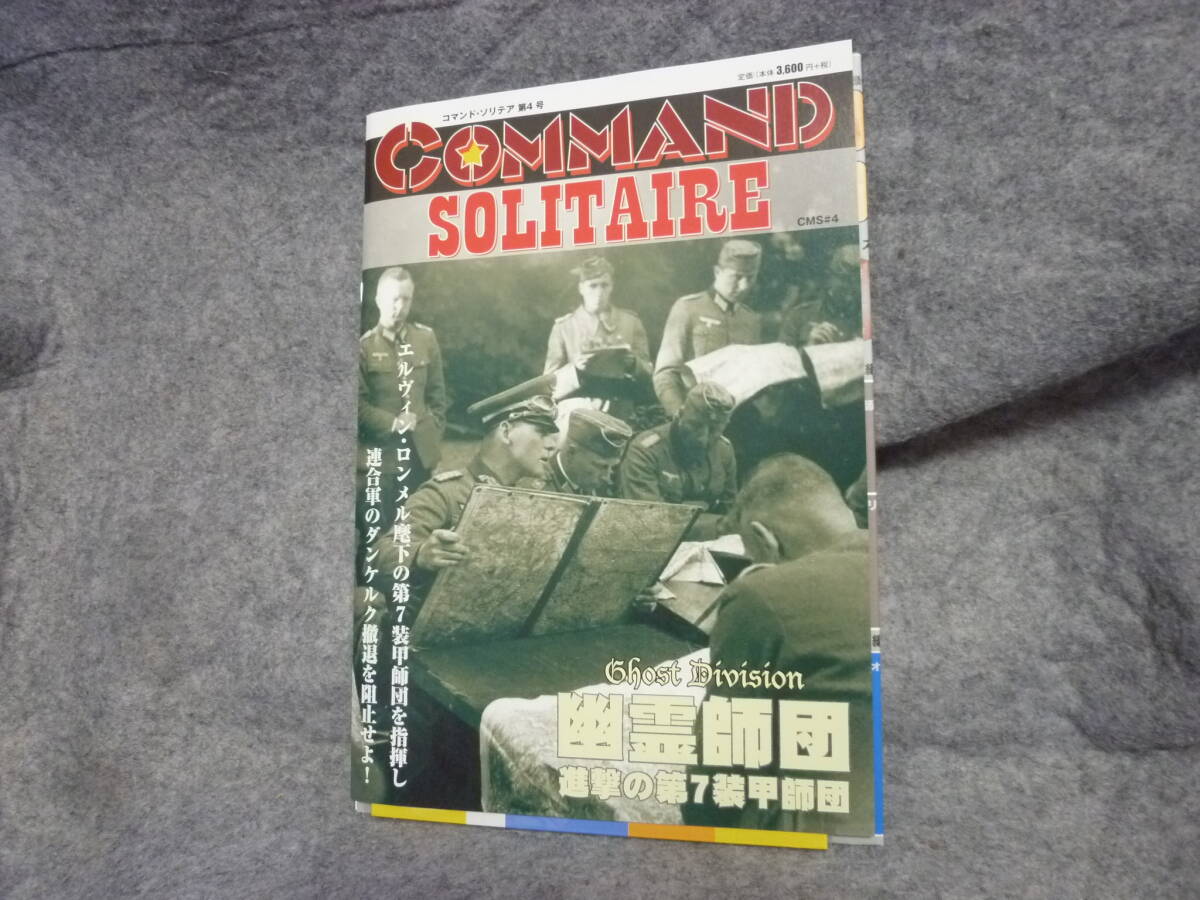 コマンド・ソリテア 第4号
定価（本体 3,600 円+税）
COMMAND
SOLITAIRE
CMS#4
エルヴィン・ロンメル麾下の第7装甲師団を指揮し
連合軍のダンケルク撤退を阻止せよ！
Ghost Division
幽霊師団
進撃の第7装甲師団